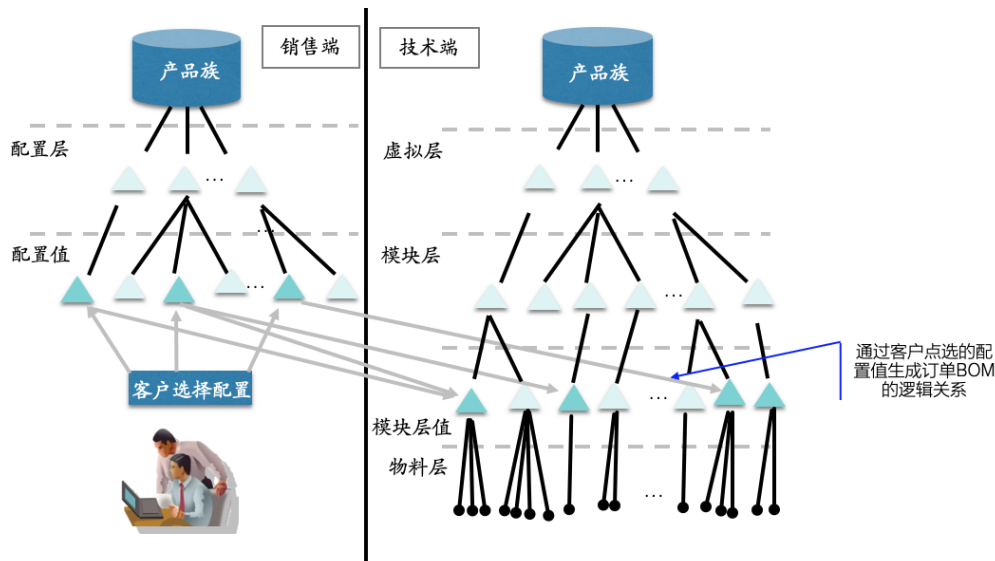 销售端
技术端
产品族
产品族
配置层
虚拟层
...
...
配置值
...
模块层
...
...
客户选择配置
通过客户点选的配
置值生成订单BOM
的逻辑关系
...
模块层值
物料层
...